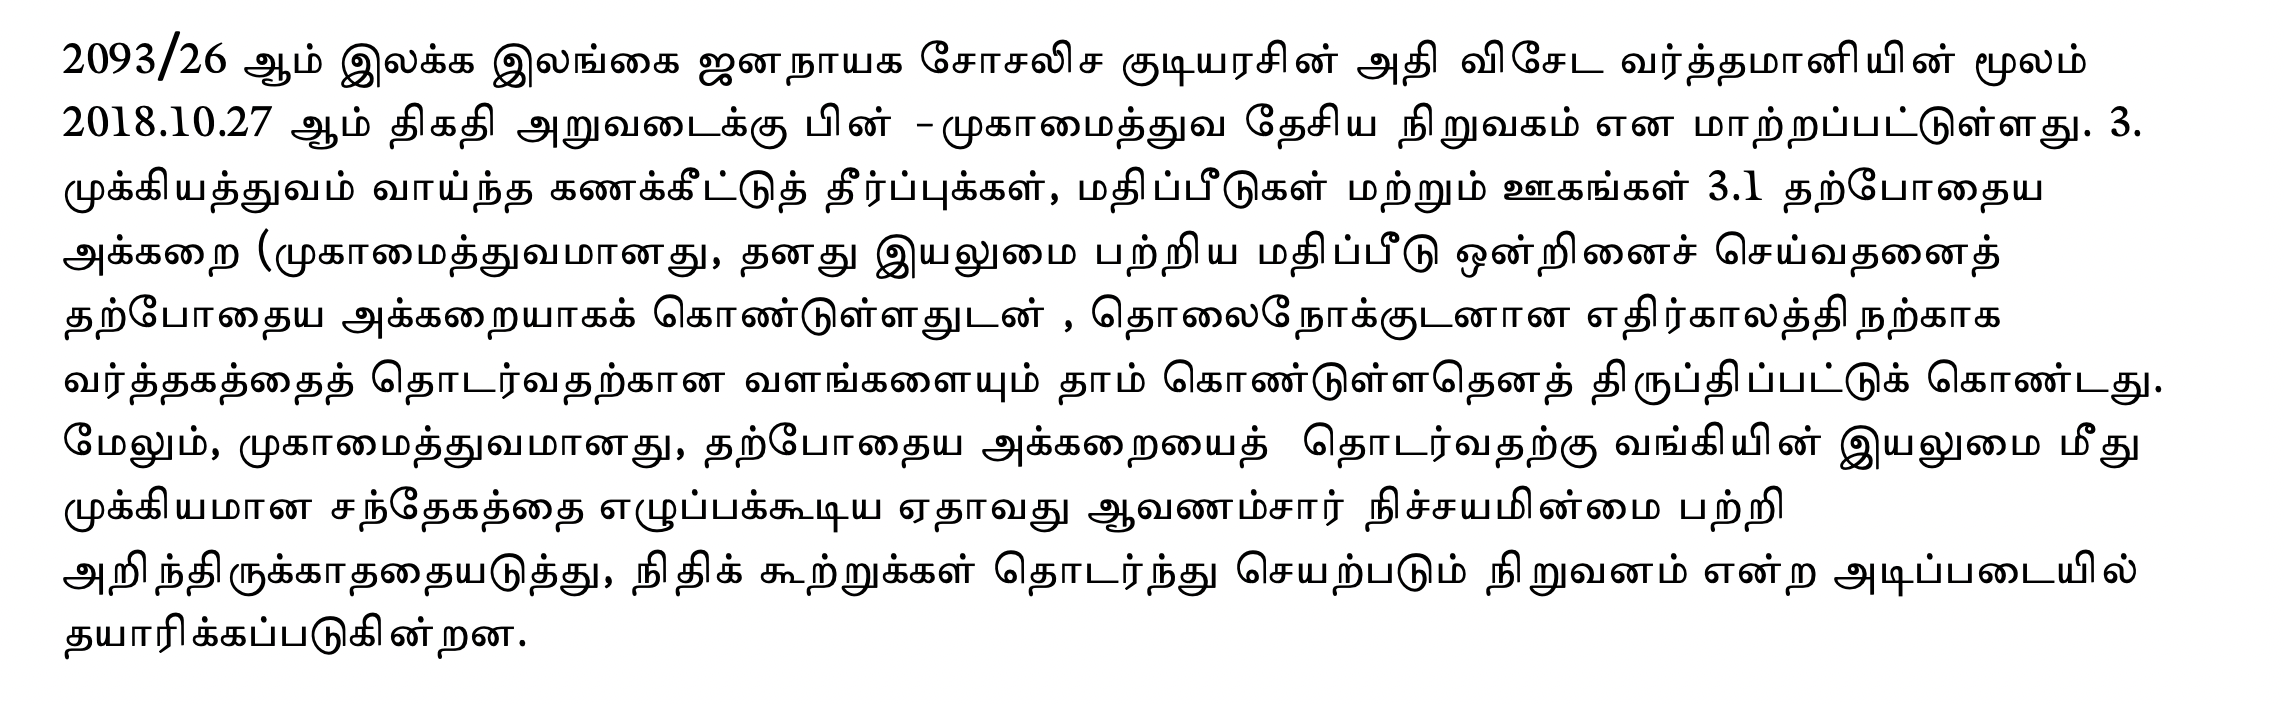 2093/26 ஆம் இலக்க இலங்கை ஜனநாயக சோசலிச குடியரசின் அதி விசேட வர்த்தமானியின் மூலம்
2018.10.27 ஆம் திகதி அறுவடைக்கு பின் -முகாமைத்துவ தேசிய நிறுவகம் என மாற்றப்பட்டுள்ளது. 3.
முக்கியத்துவம் வாய்ந்த கணக்கீட்டுத் தீர்ப்புக்கள், மதிப்பீடுகள் மற்றும் ஊகங்கள் 3.1 தற்போதைய
அக்கறை (முகாமைத்துவமானது, தனது இயலுமை பற்றிய மதிப்பீடு ஒன்றினைச் செய்வதனைத்
தற்போதைய அக்கறையாகக் கொண்டுள்ளதுடன் , தொலைநோக்குடனான எதிர்காலத்திநற்காக
வர்த்தகத்தைத் தொடர்வதற்கான வளங்களையும் தாம் கொண்டுள்ளதெனத் திருப்திப்பட்டுக் கொண்டது.
மேலும், முகாமைத்துவமானது, தற்போதைய அக்கறையைத்  தொடர்வதற்கு வங்கியின் இயலுமை மீது
முக்கியமான சந்தேகத்தை எழுப்பக்கூடிய ஏதாவது ஆவணம்சார் நிச்சயமின்மை பற்றி
அறிந்திருக்காததையடுத்து, நிதிக் கூற்றுக்கள் தொடர்ந்து செயற்படும் நிறுவனம் என்ற அடிப்படையில்
தயாரிக்கப்படுகின்றன.